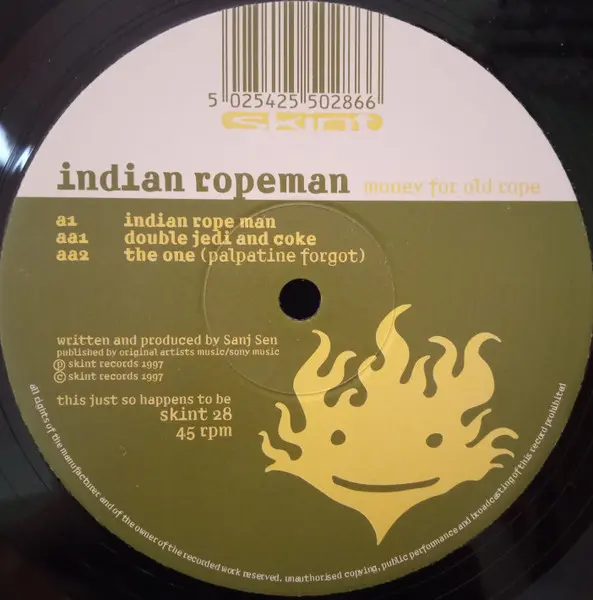 5 025425 502866
skint
indian ropeman money for old rope
a1 indian rope man
aa1 double jedi and coke
aa2 the one (palpatine forgot)
written and produced by Sanj Sen
published by original artists music/sony music
℗ skint records 1997
© skint records 1997
this just so happens to be
skint 28
45 rpm
all rights of the manufacturer and of the owner of the recorded work reserved. unauthorised copying, public performance and broadcasting of this record prohibited